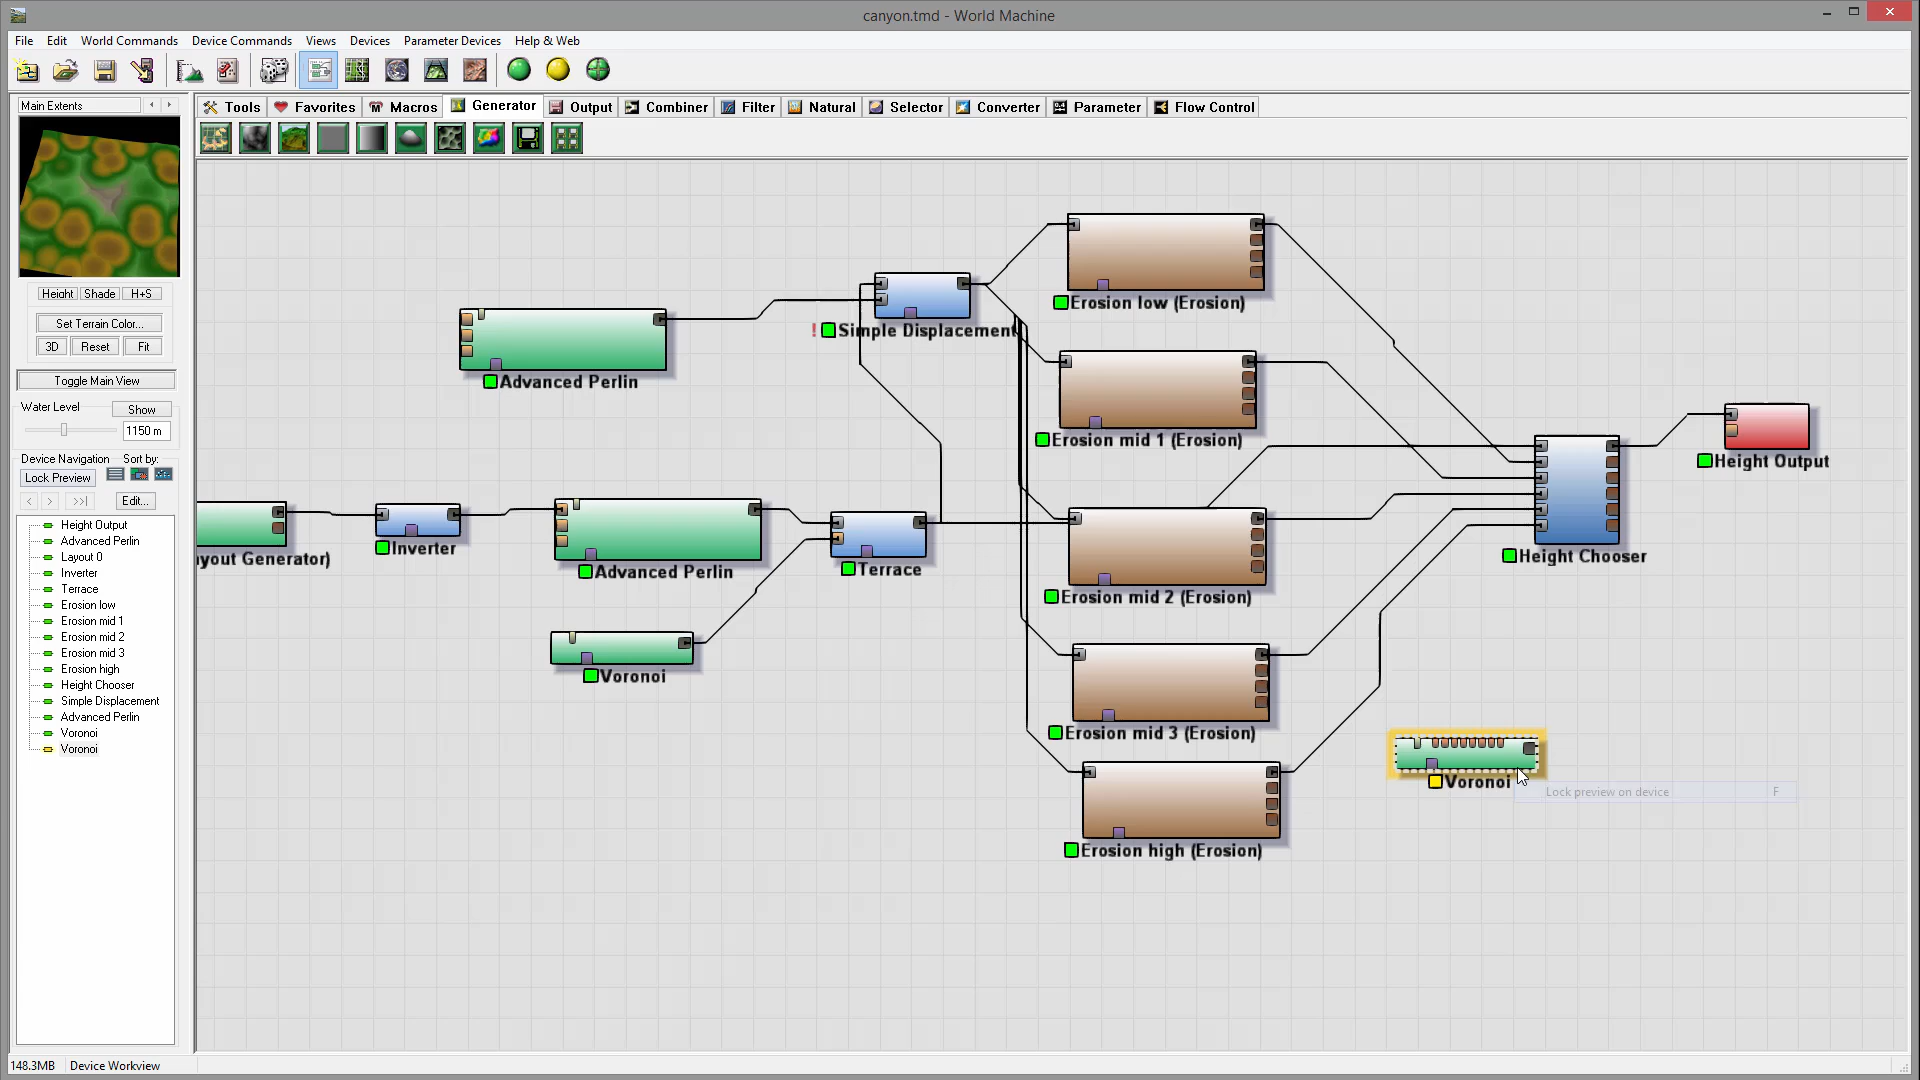 canyon.tmd - World Machine
File Edit World Commands Device Commands Views Devices Parameter Devices Help & Web
Main Extents
Tools Favorites Macros Generator Output Combiner Filter Natural Selector Converter Parameter Flow Control
Height Shade H+S
Set Terrain Color...
3D Reset Fit
Toggle Main View
Water Level Show
1150 m
Device Navigation Sort by:
Lock Preview
< > >>| Edit...
Height Output
Advanced Perlin
Layout 0
Inverter
Terrace
Erosion low
Erosion mid 1
Erosion mid 2
Erosion mid 3
Erosion high
Height Chooser
Simple Displacement
Advanced Perlin
Voronoi
Voronoi
Erosion low (Erosion)
! Simple Displacement
Advanced Perlin
Erosion mid 1 (Erosion)
Height Output
yout Generator)
Inverter
Advanced Perlin
Terrace
Height Chooser
Erosion mid 2 (Erosion)
Voronoi
Erosion mid 3 (Erosion)
Voronoi
Lock preview on device F
Erosion high (Erosion)
148.3MB Device Workview